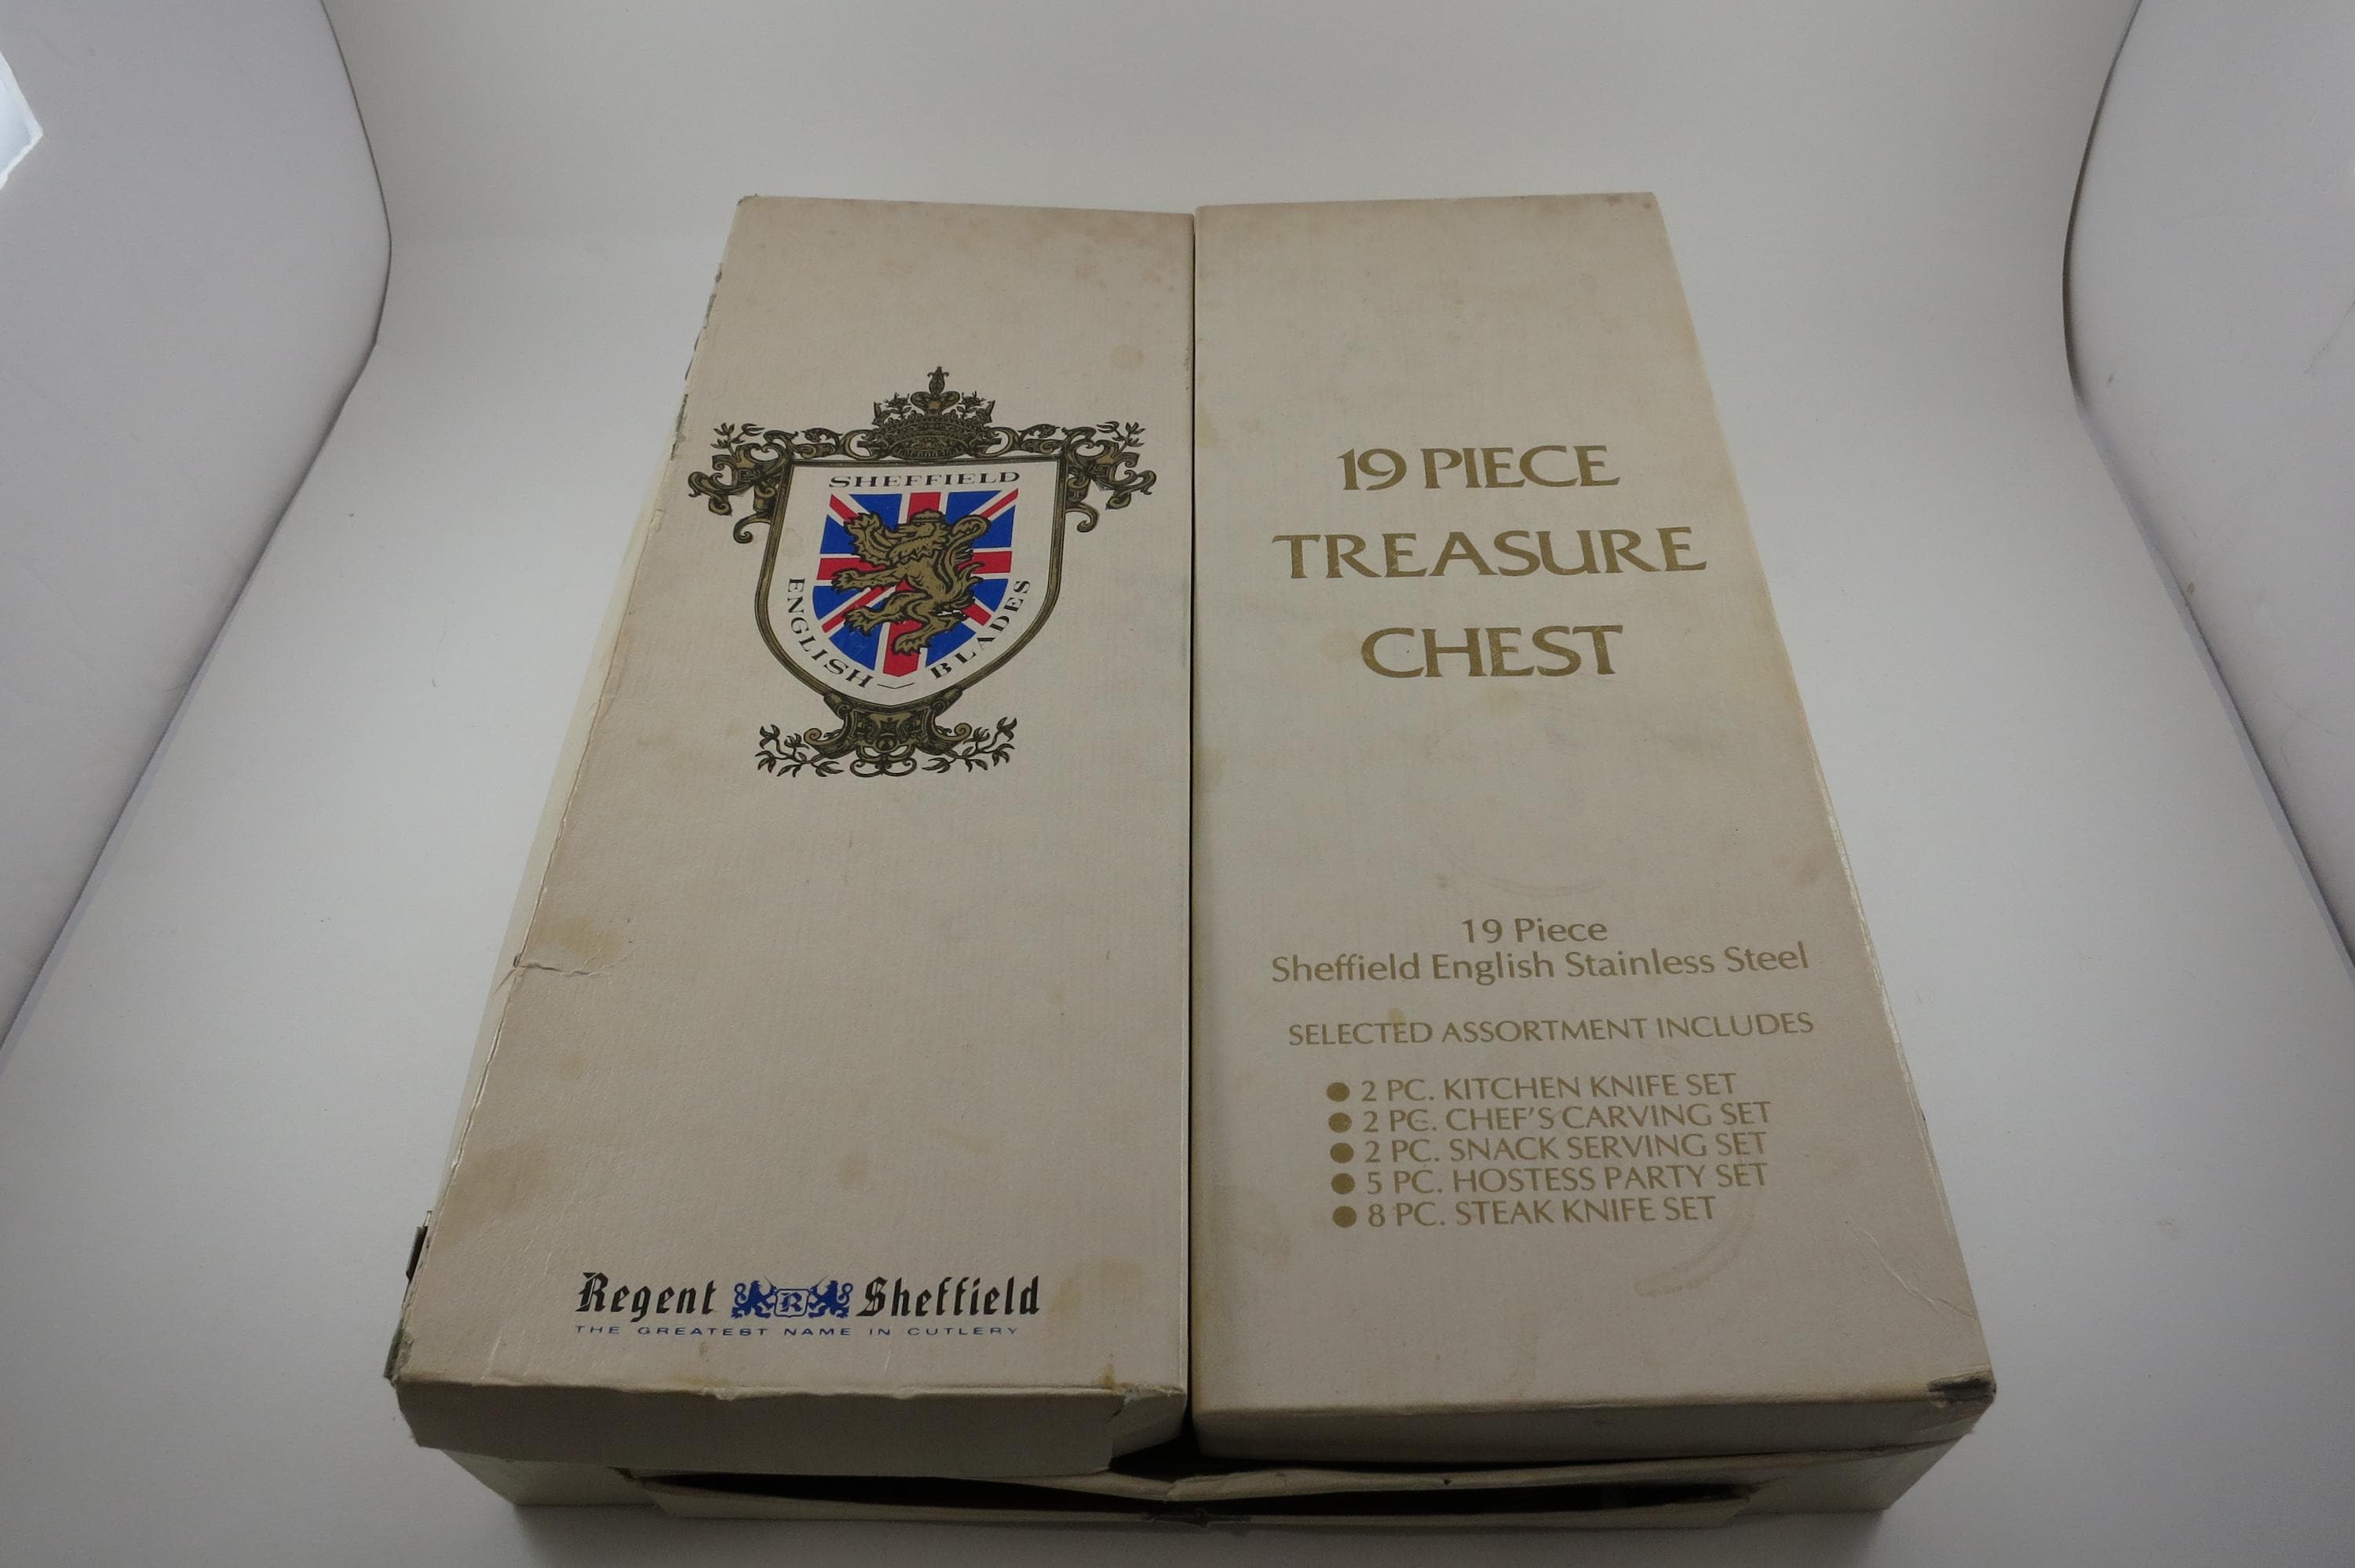 SHEFFIELD
ENGLISH — BLADES
Regent R Sheffield
THE GREATEST NAME IN CUTLERY
19 PIECE
TREASURE
CHEST
19 Piece
Sheffield English Stainless Steel
SELECTED ASSORTMENT INCLUDES
● 2 PC. KITCHEN KNIFE SET
● 2 PC. CHEF'S CARVING SET
● 2 PC. SNACK SERVING SET
● 5 PC. HOSTESS PARTY SET
● 8 PC. STEAK KNIFE SET